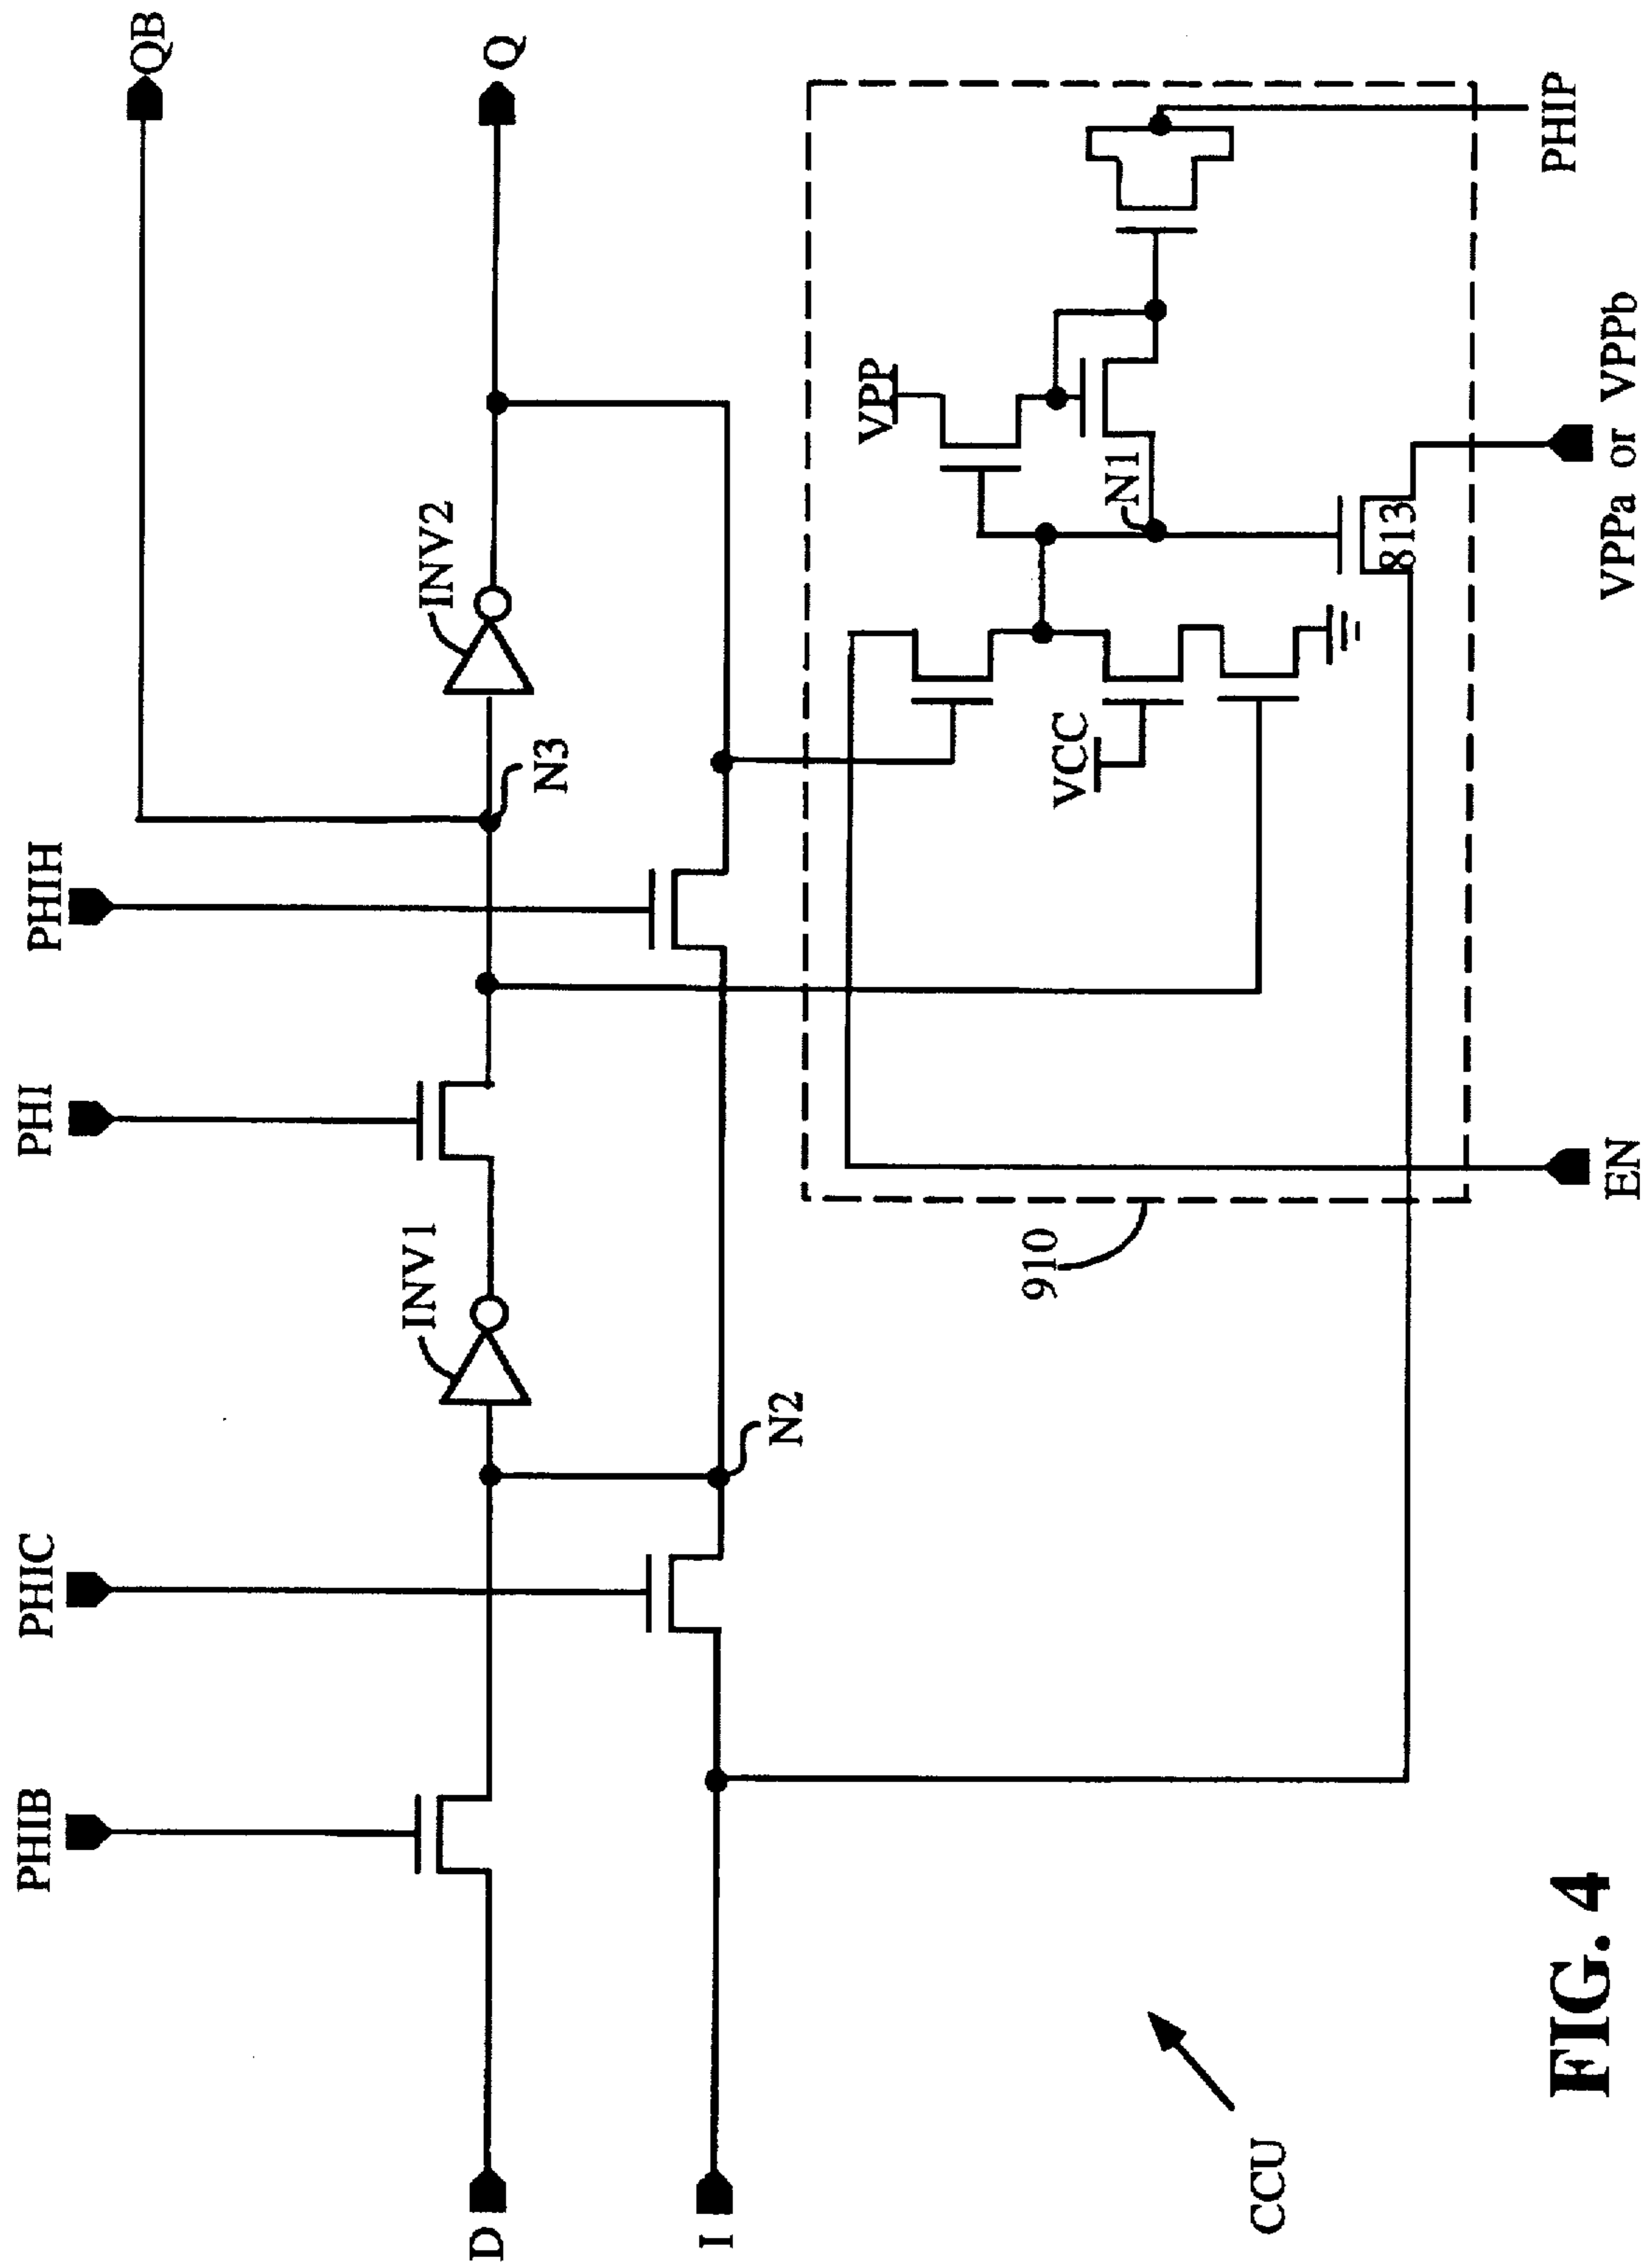 PHIB
PHIC
PHI
PHIH
QB
D
INV1
N3
INV2
Q
I
N2
VCC
VPP
N1
910
813
CCU
EN
VPPa or VPPb
PHIP
FIG. 4